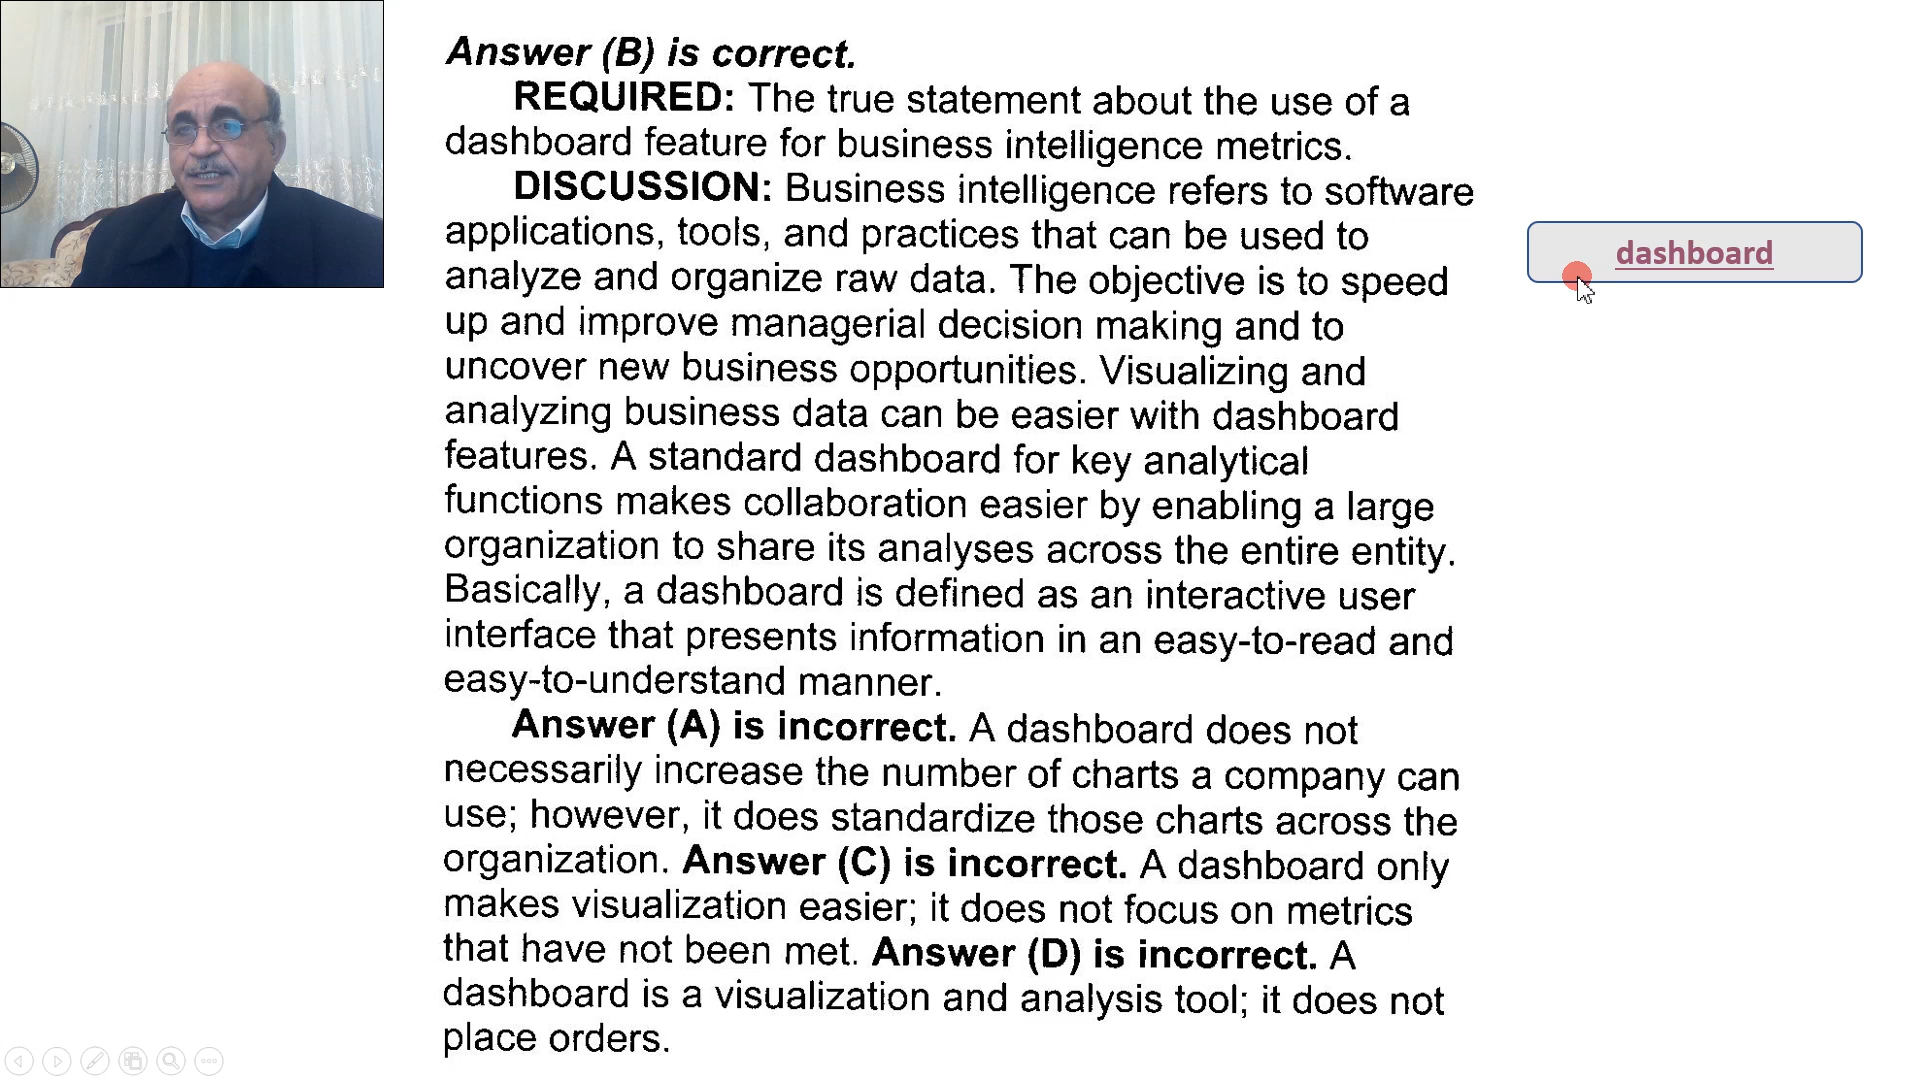 Answer (B) is correct.
REQUIRED: The true statement about the use of a
dashboard feature for business intelligence metrics.
DISCUSSION: Business intelligence refers to software
applications, tools, and practices that can be used to
analyze and organize raw data. The objective is to speed
up and improve managerial decision making and to
uncover new business opportunities. Visualizing and
analyzing business data can be easier with dashboard
features. A standard dashboard for key analytical
functions makes collaboration easier by enabling a large
organization to share its analyses across the entire entity.
Basically, a dashboard is defined as an interactive user
interface that presents information in an easy-to-read and
easy-to-understand manner.
Answer (A) is incorrect. A dashboard does not
necessarily increase the number of charts a company can
use; however, it does standardize those charts across the
organization. Answer (C) is incorrect. A dashboard only
makes visualization easier; it does not focus on metrics
that have not been met. Answer (D) is incorrect. A
dashboard is a visualization and analysis tool; it does not
place orders.
dashboard